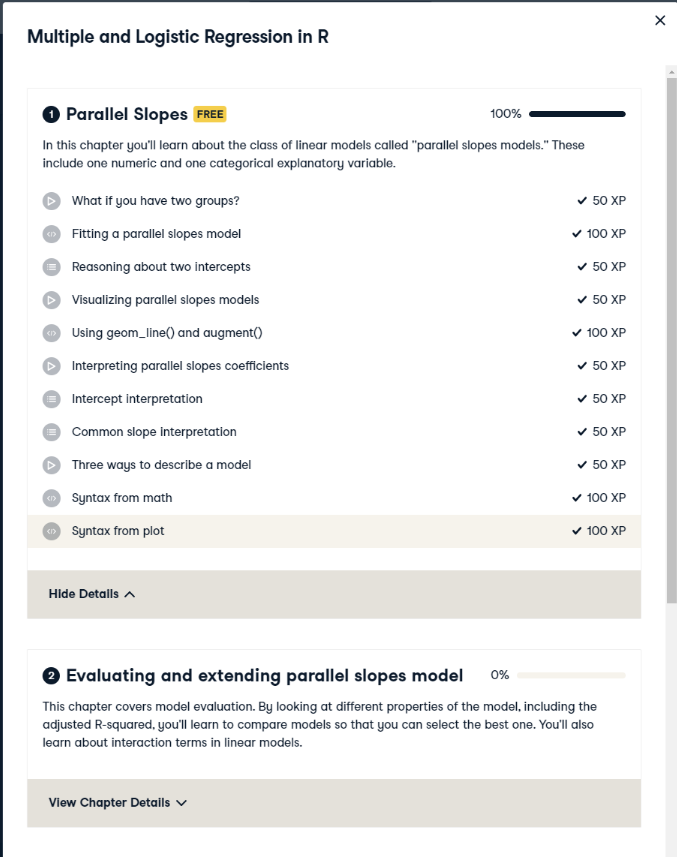 Multiple and Logistic Regression in R
1 Parallel Slopes FREE 100%
In this chapter you'll learn about the class of linear models called "parallel slopes models." These
include one numeric and one categorical explanatory variable.
What if you have two groups? 50 XP
Fitting a parallel slopes model 100 XP
Reasoning about two intercepts 50 XP
Visualizing parallel slopes models 50 XP
Using geom_line() and augment() 100 XP
Interpreting parallel slopes coefficients 50 XP
Intercept interpretation 50 XP
Common slope interpretation 50 XP
Three ways to describe a model 50 XP
Syntax from math 100 XP
Syntax from plot 100 XP
Hide Details
2 Evaluating and extending parallel slopes model 0%
This chapter covers model evaluation. By looking at different properties of the model, including the
adjusted R-squared, you'll learn to compare models so that you can select the best one. You'll also
learn about interaction terms in linear models.
View Chapter Details